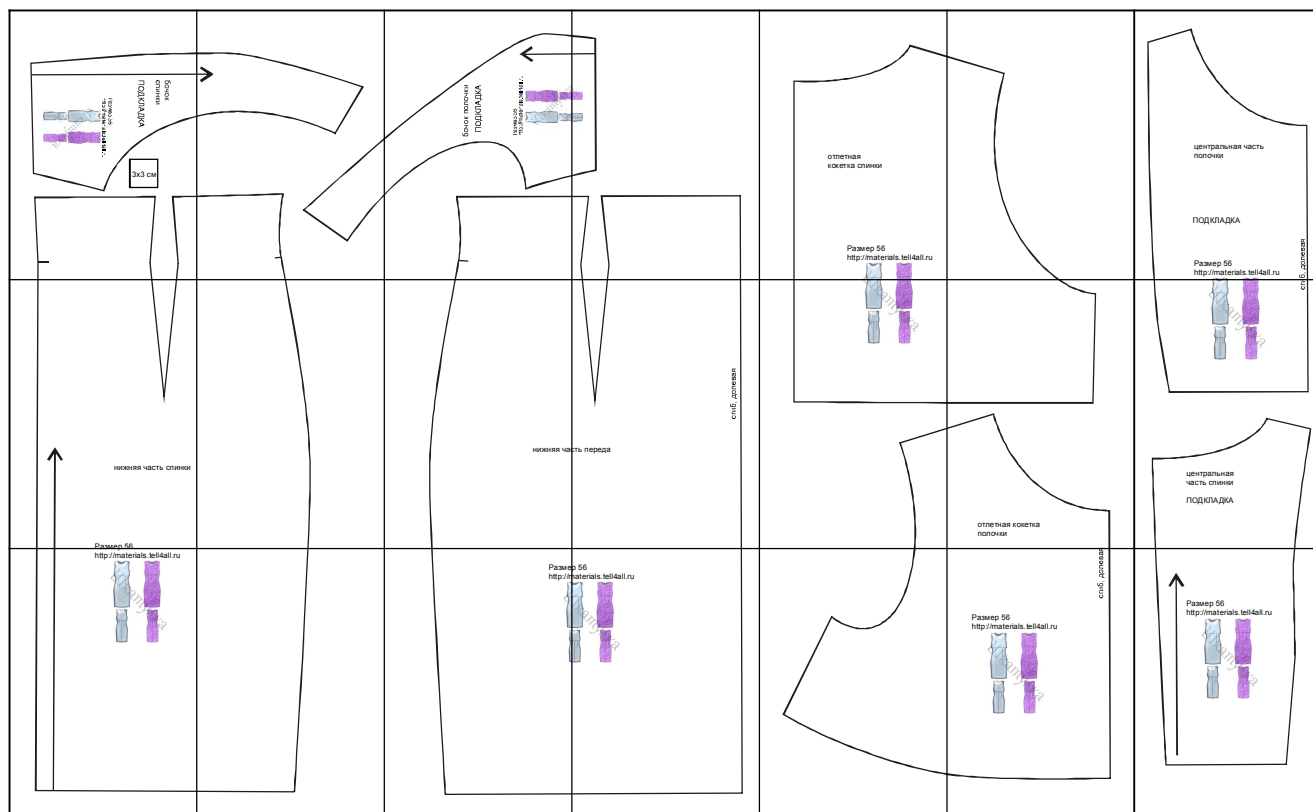 бочок
спинки
ПОДКЛАДКА
3х3 см
бочок полочки
ПОДКЛАДКА
отлетная
кокетка спинки
Размер 56
http://materials.tell4all.ru
центральная часть
полочки
ПОДКЛАДКА
Размер 56
http://materials.tell4all.ru
сгиб, долевая
нижняя часть спинки
Размер 56
http://materials.tell4all.ru
нижняя часть переда
сгиб, долевая
Размер 56
http://materials.tell4all.ru
отлетная кокетка
полочки
сгиб, долевая
Размер 56
http://materials.tell4all.ru
центральная
часть спинки
ПОДКЛАДКА
Размер 56
http://materials.tell4all.ru